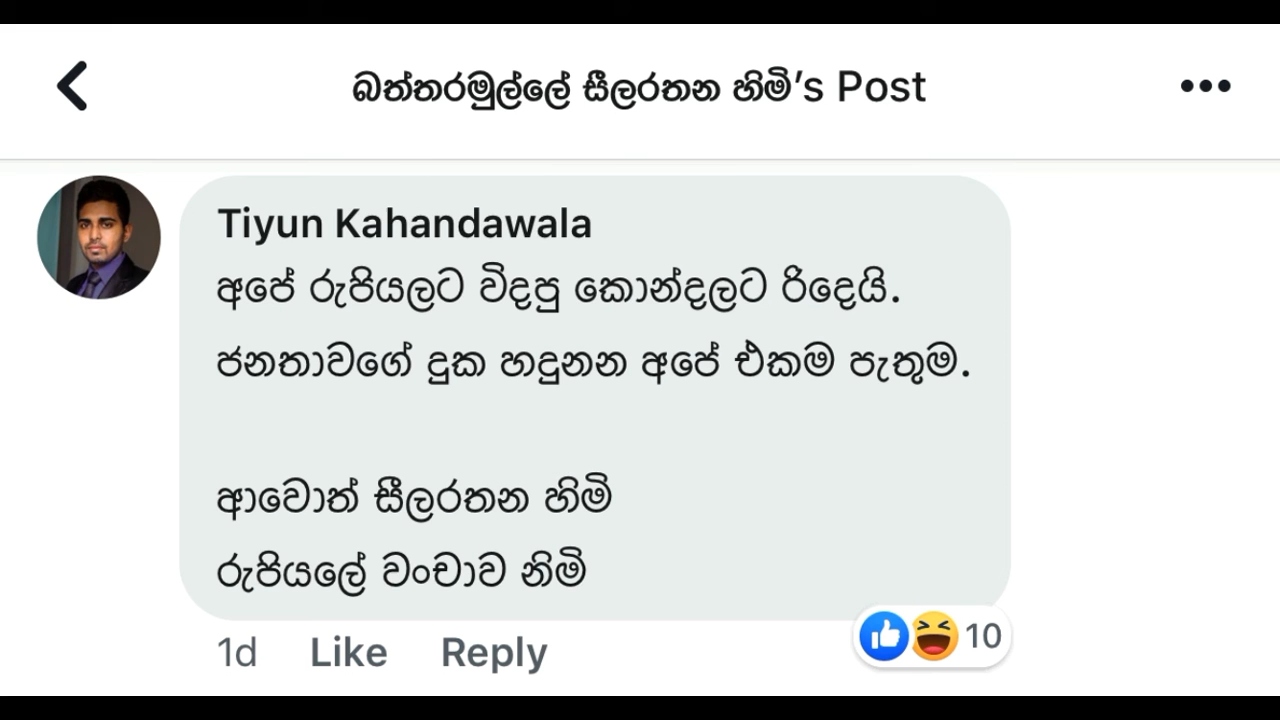 බත්තරමුල්ලේ සීලරතන හිමි’s Post
Tiyun Kahandawala
අපේ රුපියලට විදපු කොන්දලට රිදෙයි.
ජනතාවගේ දුක හදුනන අපේ එකම පැතුම.
ආවොත් සීලරතන හිමි
රුපියලේ වංචාව නිමි
1d Like Reply
10